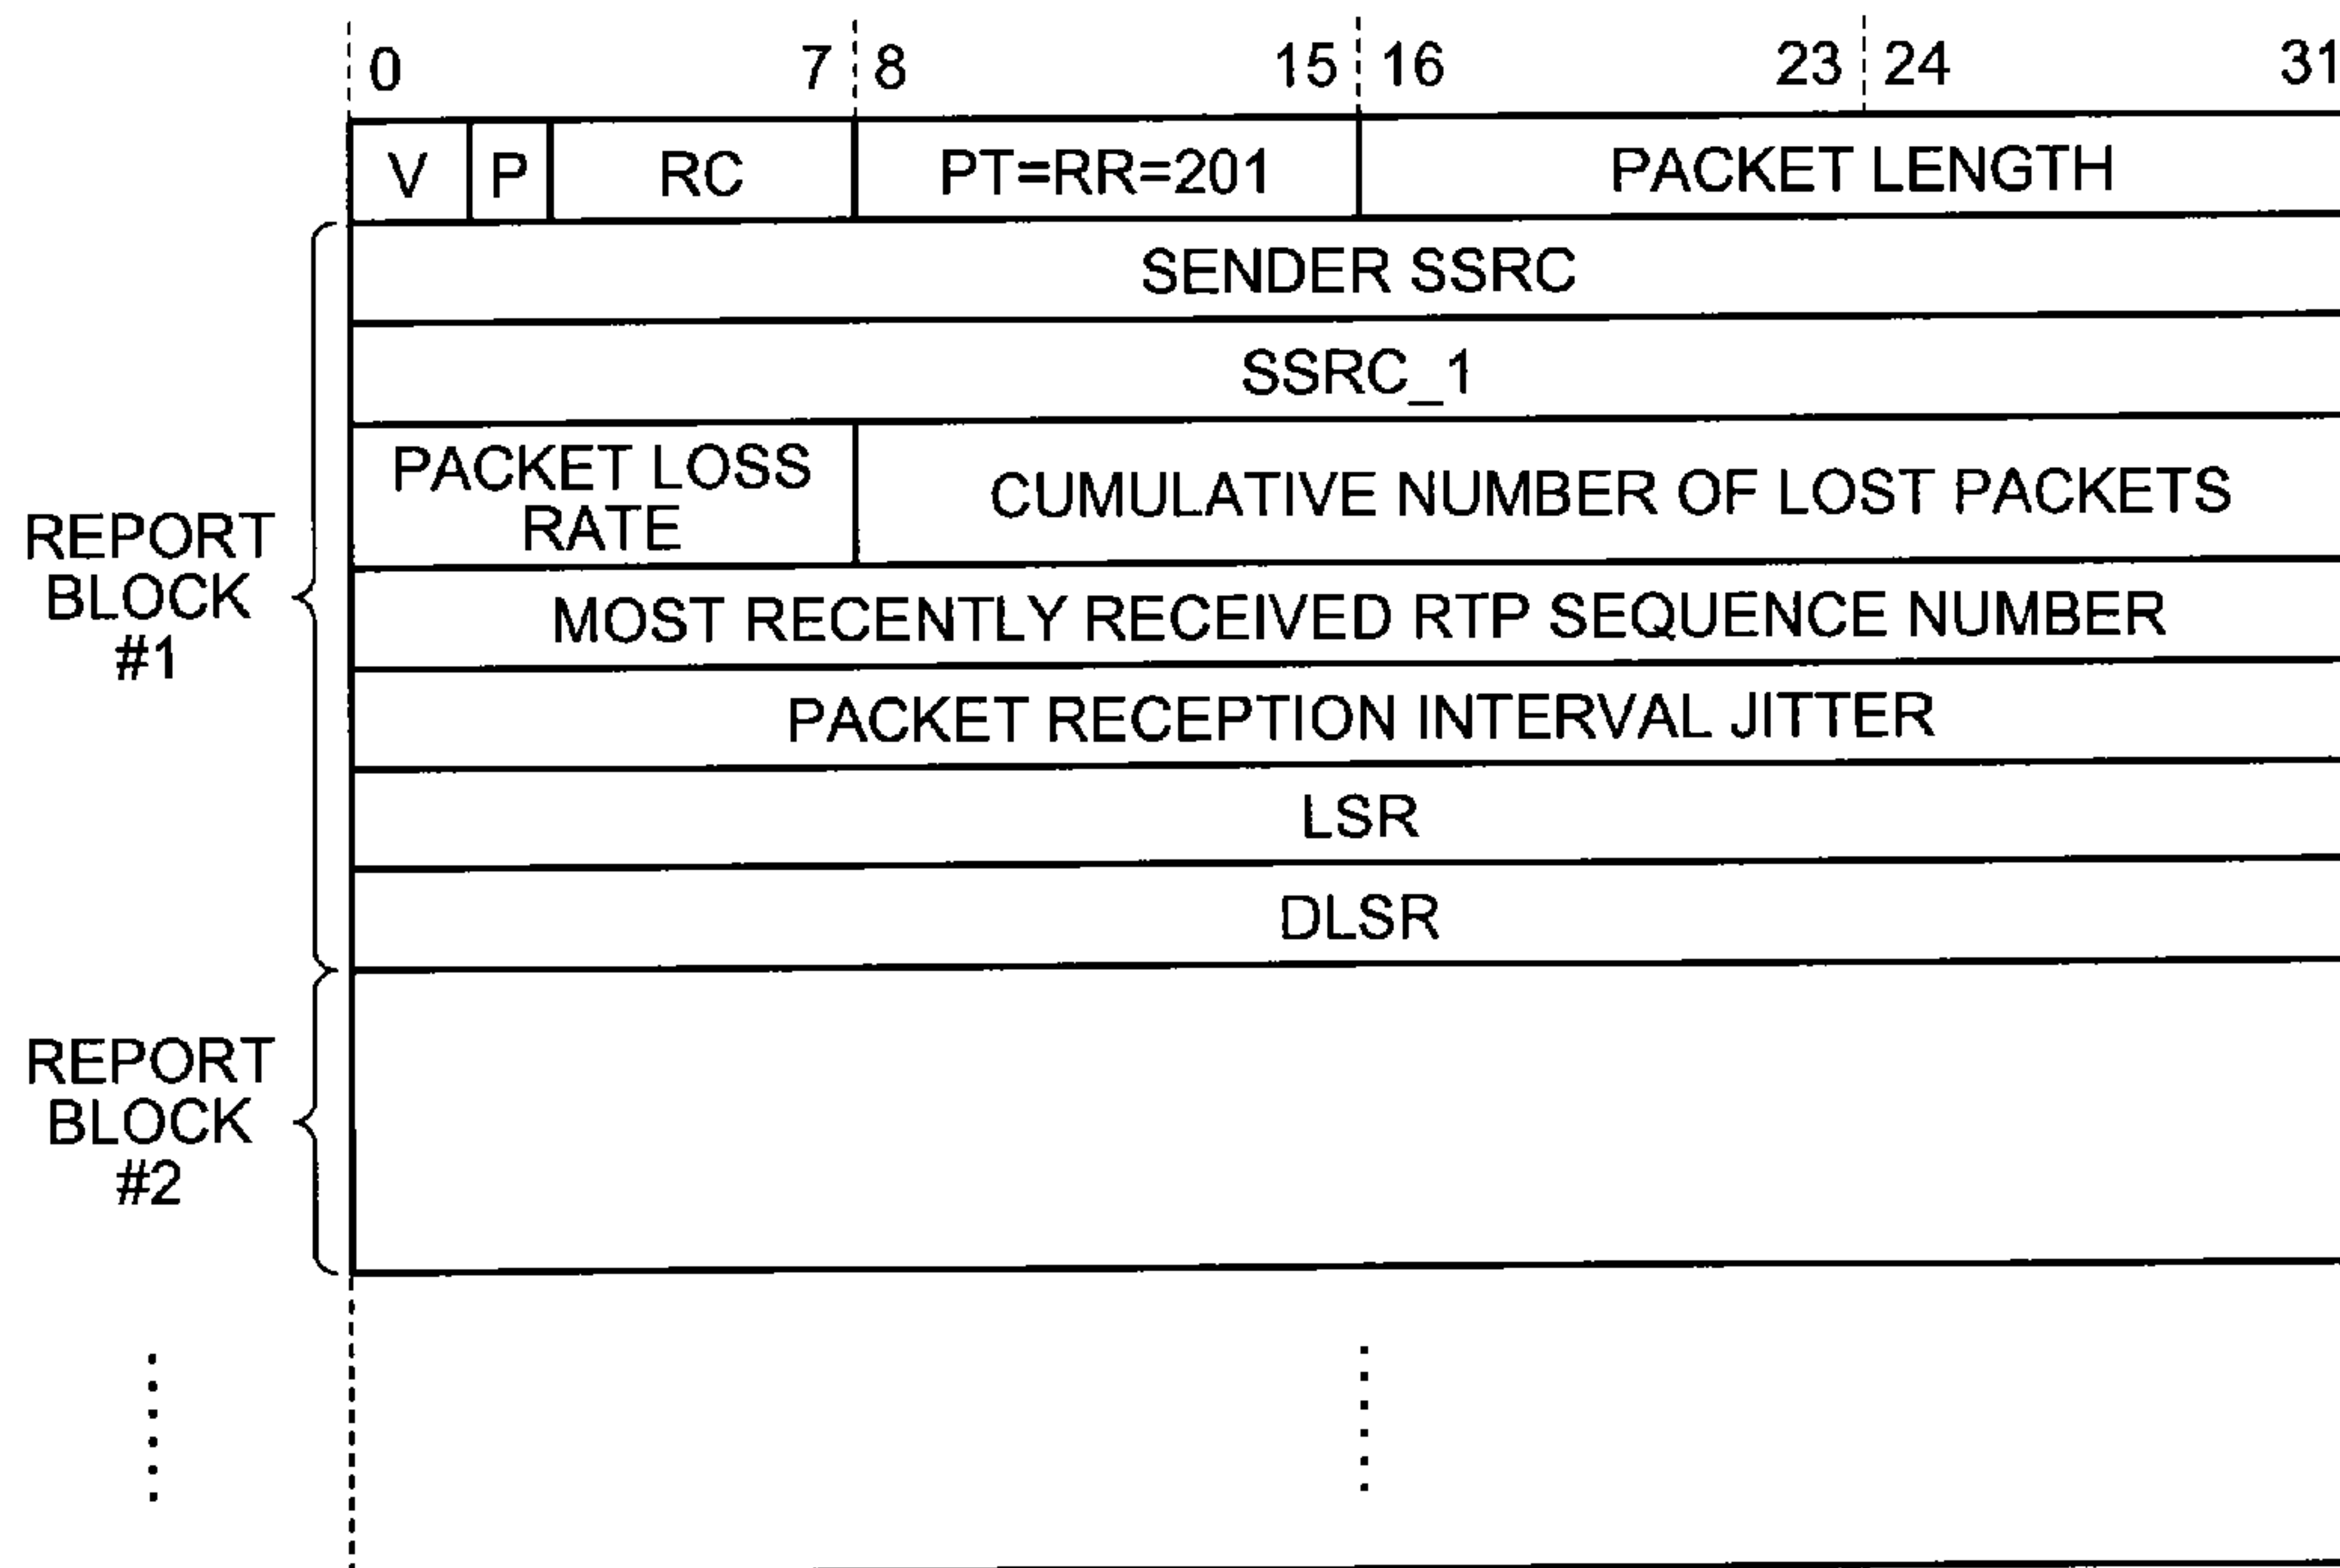 0 7 8 15 16 23 24 31
V P RC PT=RR=201 PACKET LENGTH
SENDER SSRC
SSRC_1
PACKET LOSS
RATE
CUMULATIVE NUMBER OF LOST PACKETS
REPORT
BLOCK
#1
MOST RECENTLY RECEIVED RTP SEQUENCE NUMBER
PACKET RECEPTION INTERVAL JITTER
LSR
DLSR
REPORT
BLOCK
#2